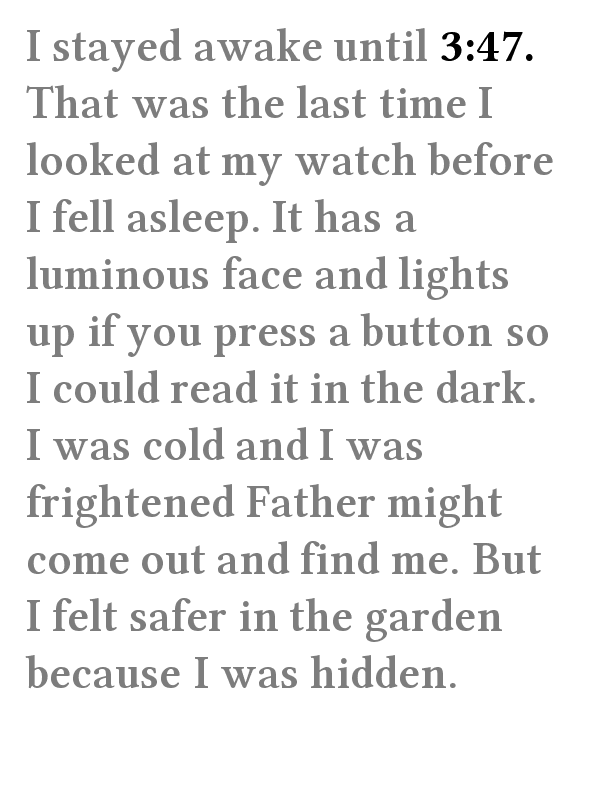 I stayed awake until 3:47.
That was the last time I
looked at my watch before
I fell asleep. It has a
luminous face and lights
up if you press a button so
I could read it in the dark.
I was cold and I was
frightened Father might
come out and find me. But
I felt safer in the garden
because I was hidden.